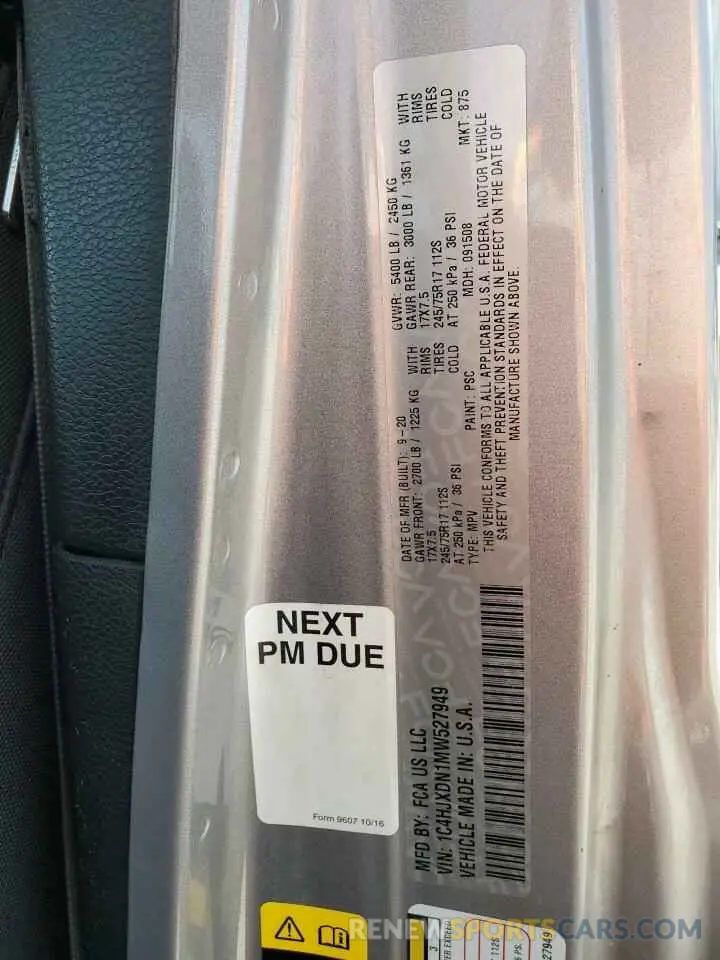 MFD BY: FCA US LLC
VIN: 1C4HJXDN1MW527949
VEHICLE MADE IN: U.S.A.
DATE OF MFR (BUILT): 9-20 GVWR: 5400 LB / 2450 KG
GAWR FRONT: 2700 LB / 1225 KG WITH GAWR REAR: 3000 LB / 1361 KG WITH
17X7.5 RIMS 17X7.5 RIMS
245/75R17 112S TIRES 245/75R17 112S TIRES
AT 250 kPa / 36 PSI COLD AT 250 kPa / 36 PSI COLD
TYPE: MPV PAINT: PSC MDH: 091508 MKT: 875
THIS VEHICLE CONFORMS TO ALL APPLICABLE U.S.A. FEDERAL MOTOR VEHICLE
SAFETY AND THEFT PREVENTION STANDARDS IN EFFECT ON THE DATE OF
MANUFACTURE SHOWN ABOVE.
NEXT
PM DUE
Form 9607 10/16
27949
RENEWSPORTSCARS.COM